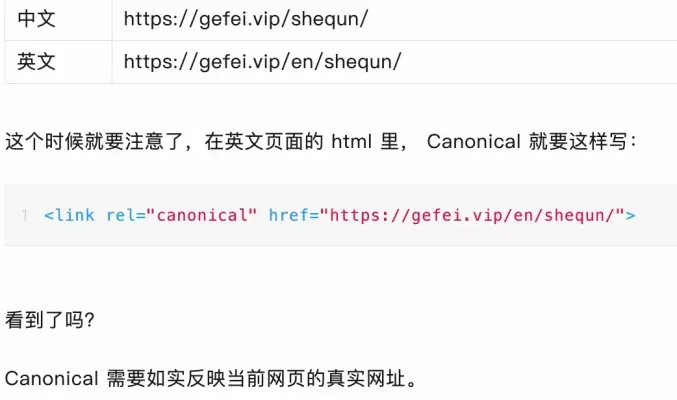 中文 https://gefei.vip/shequn/
英文 https://gefei.vip/en/shequn/
这个时候就要注意了，在英文页面的 html 里， Canonical 就要这样写：
1 <link rel="canonical" href="https://gefei.vip/en/shequn/">
看到了吗？
Canonical 需要如实反映当前网页的真实网址。